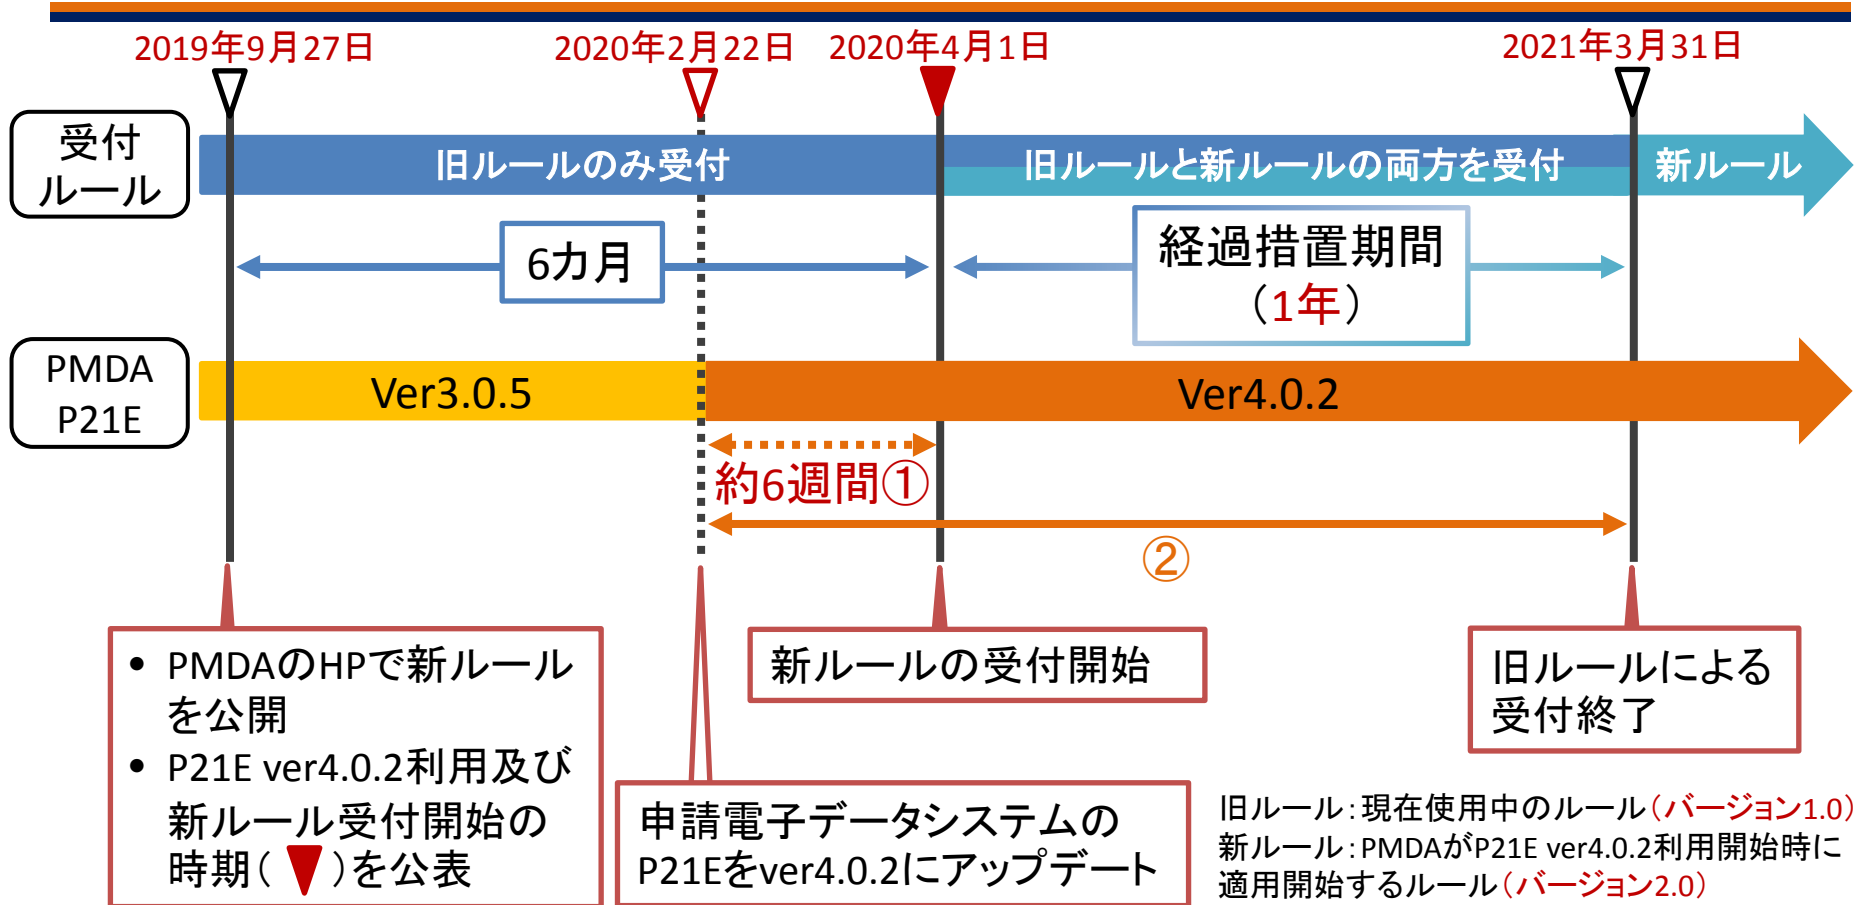 2019年9月27日
2020年2月22日
2020年4月1日
2021年3月31日
受付
ルール
旧ルールのみ受付
旧ルールと新ルールの両方を受付
新ルール
6カ月
経過措置期間
（1年）
PMDA
P21E
Ver3.0.5
Ver4.0.2
約6週間①
②
• PMDAのHPで新ルール
を公開
• P21E ver4.0.2利用及び
新ルール受付開始の
時期(▼)を公表
申請電子データシステムの
P21Eをver4.0.2にアップデート
新ルールの受付開始
旧ルールによる
受付終了
旧ルール：現在使用中のルール（バージョン1.0）
新ルール：PMDAがP21E ver4.0.2利用開始時に
適用開始するルール（バージョン2.0）